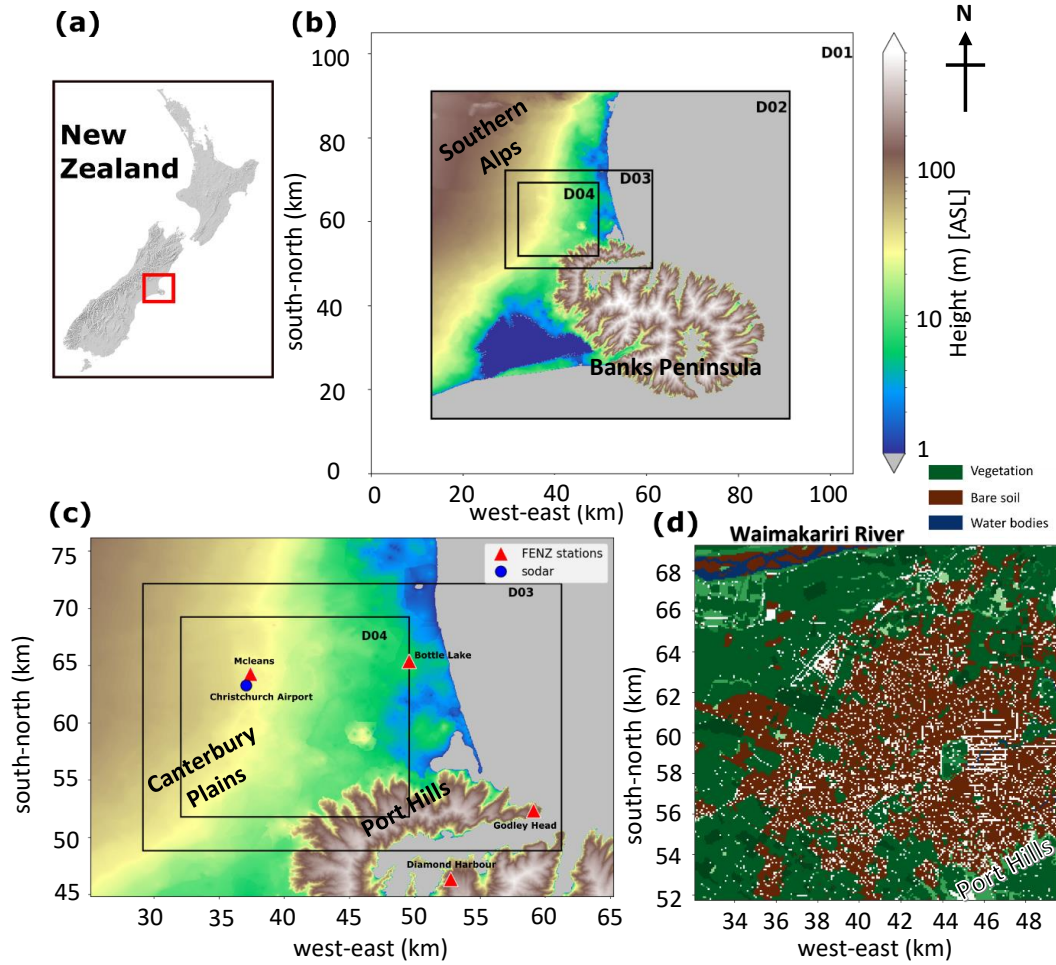 (a)
New
Zealand
(b)
D01
D02
D03
D04
Southern
Alps
Banks Peninsula
100
80
60
40
20
0
south-north (km)
0
20
40
60
80
100
west-east (km)
N
100
10
1
Height (m) [ASL]
Vegetation
Bare soil
Water bodies
(c)
FENZ stations
sodar
D03
D04
Mcleans
Christchurch Airport
Bottle Lake
Canterbury
Plains
Port Hills
Godley Head
Diamond Harbour
75
70
65
60
55
50
45
south-north (km)
30
35
40
45
50
55
60
65
west-east (km)
(d)
Waimakariri River
Port Hills
68
66
64
62
60
58
56
54
52
south-north (km)
34
36
38
40
42
44
46
48
west-east (km)